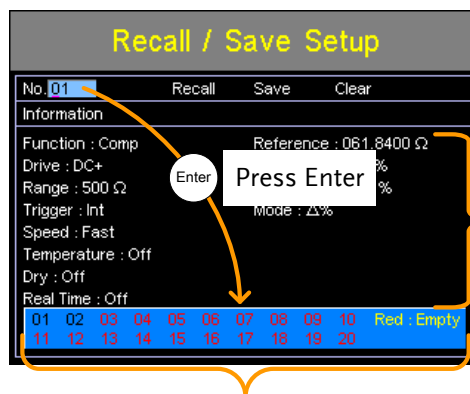 Recall / Save Setup
No.01 Recall Save Clear
Information
Function : Comp Reference : 061.8400 Ω
Drive : DC+ %
Range : 500 Ω %
Trigger : Int Mode : Δ%
Speed : Fast
Temperature : Off
Dry : Off
Real Time : Off
Enter
Press Enter
01 02 03 04 05 06 07 08 09 10 Red : Empty
11 12 13 14 15 16 17 18 19 20